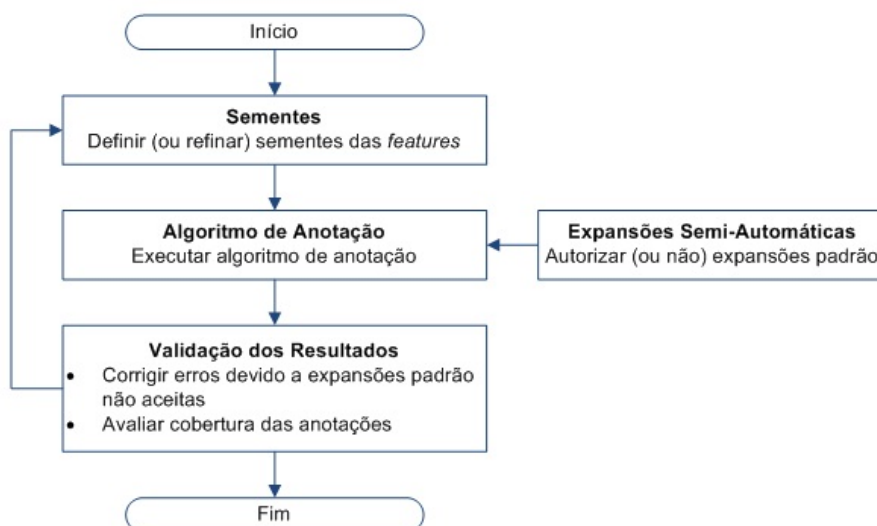 Início
Sementes
Definir (ou refinar) sementes das features
Algoritmo de Anotação
Executar algoritmo de anotação
Expansões Semi-Automáticas
Autorizar (ou não) expansões padrão
Validação dos Resultados
• Corrigir erros devido a expansões padrão
não aceitas
• Avaliar cobertura das anotações
Fim